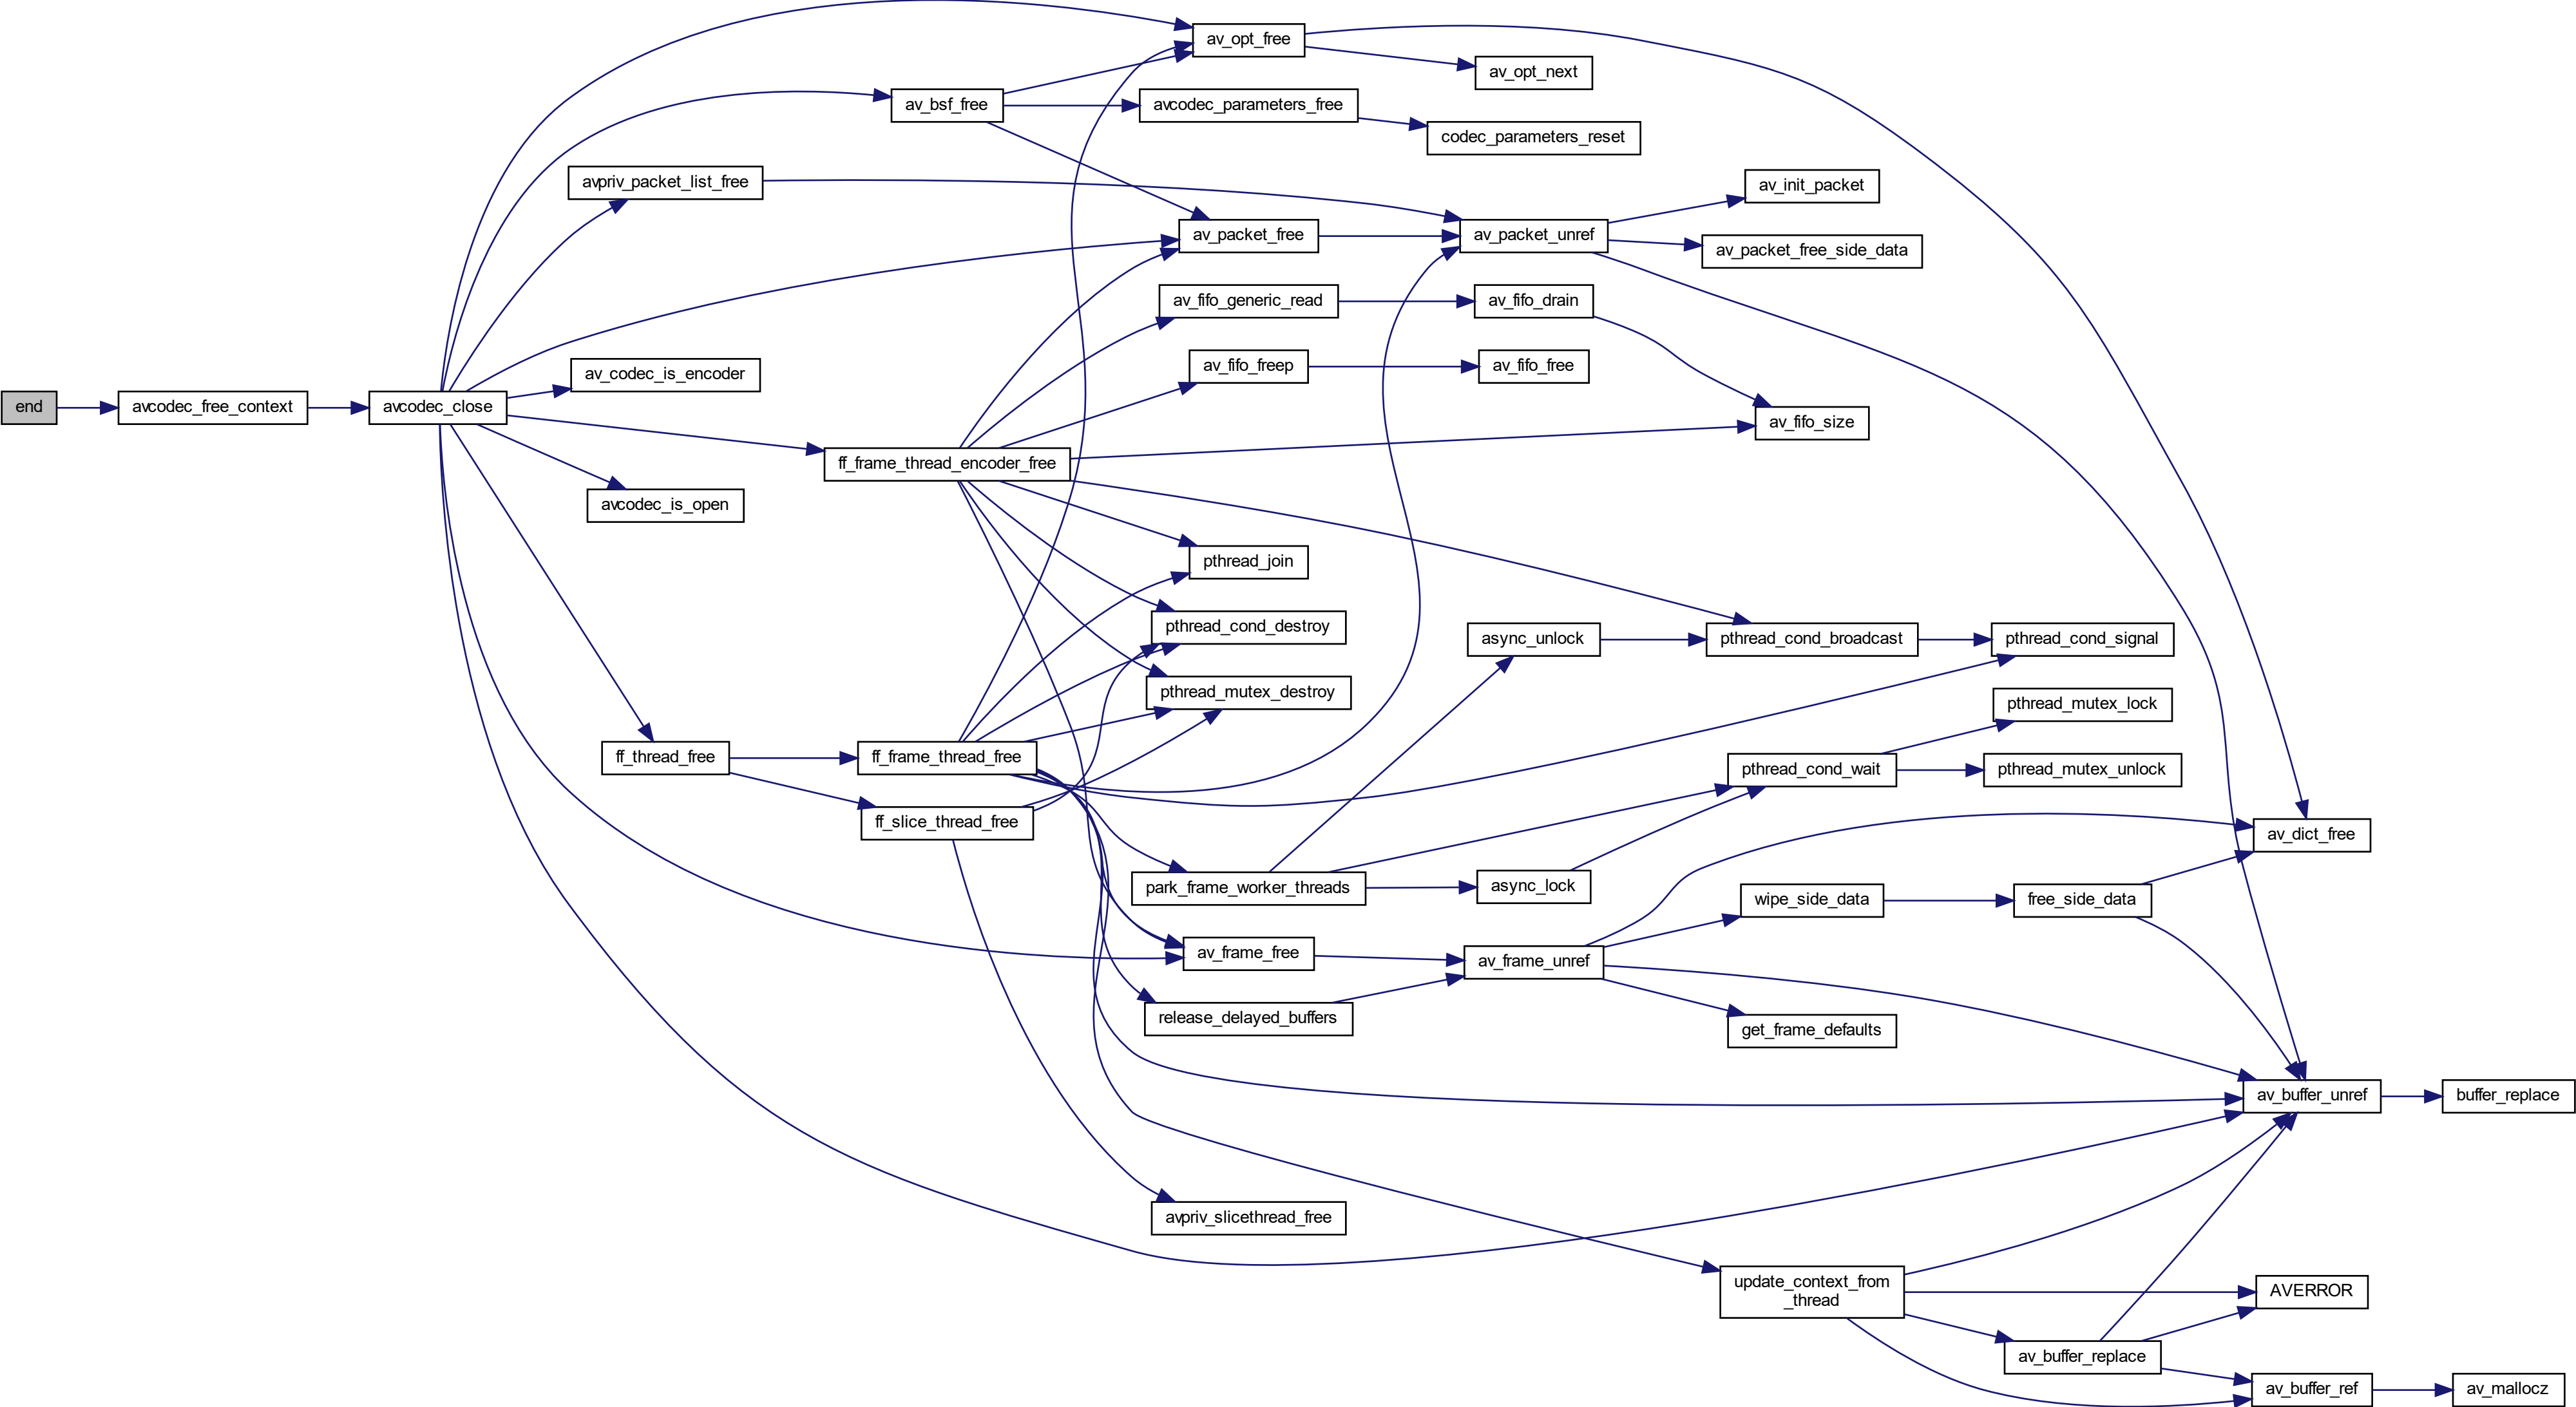 av_opt_free
av_opt_next
av_bsf_free
avcodec_parameters_free
codec_parameters_reset
avpriv_packet_list_free
av_init_packet
av_packet_free
av_packet_unref
av_packet_free_side_data
av_fifo_generic_read
av_fifo_drain
av_codec_is_encoder
av_fifo_freep
av_fifo_free
end
avcodec_free_context
avcodec_close
av_fifo_size
ff_frame_thread_encoder_free
avcodec_is_open
pthread_join
pthread_cond_destroy
async_unlock
pthread_cond_broadcast
pthread_cond_signal
pthread_mutex_destroy
pthread_mutex_lock
ff_thread_free
ff_frame_thread_free
pthread_cond_wait
pthread_mutex_unlock
ff_slice_thread_free
av_dict_free
park_frame_worker_threads
async_lock
wipe_side_data
free_side_data
av_frame_free
av_frame_unref
release_delayed_buffers
get_frame_defaults
av_buffer_unref
buffer_replace
avpriv_slicethread_free
update_context_from
_thread
AVERROR
av_buffer_replace
av_buffer_ref
av_mallocz